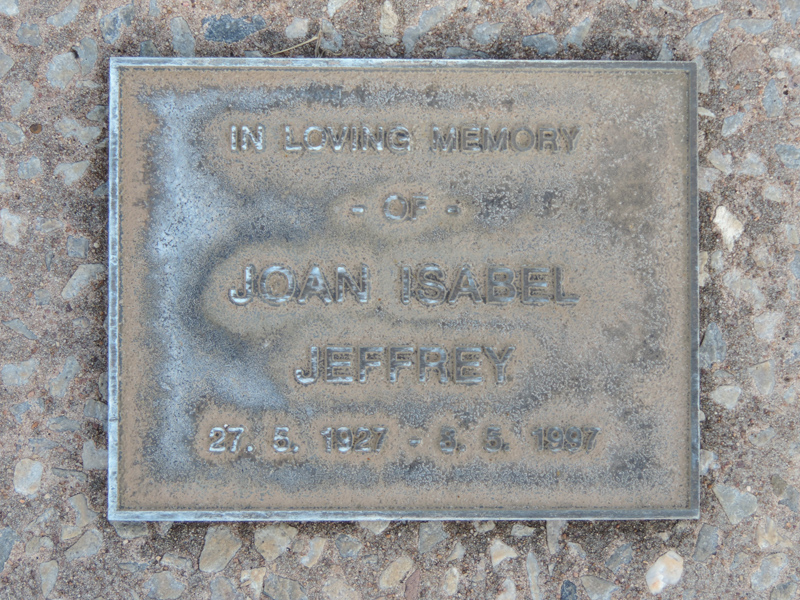 IN LOVING MEMORY
- OF -
JOAN ISABEL
JEFFREY
27. 5. 1927 - 5. 5. 1997